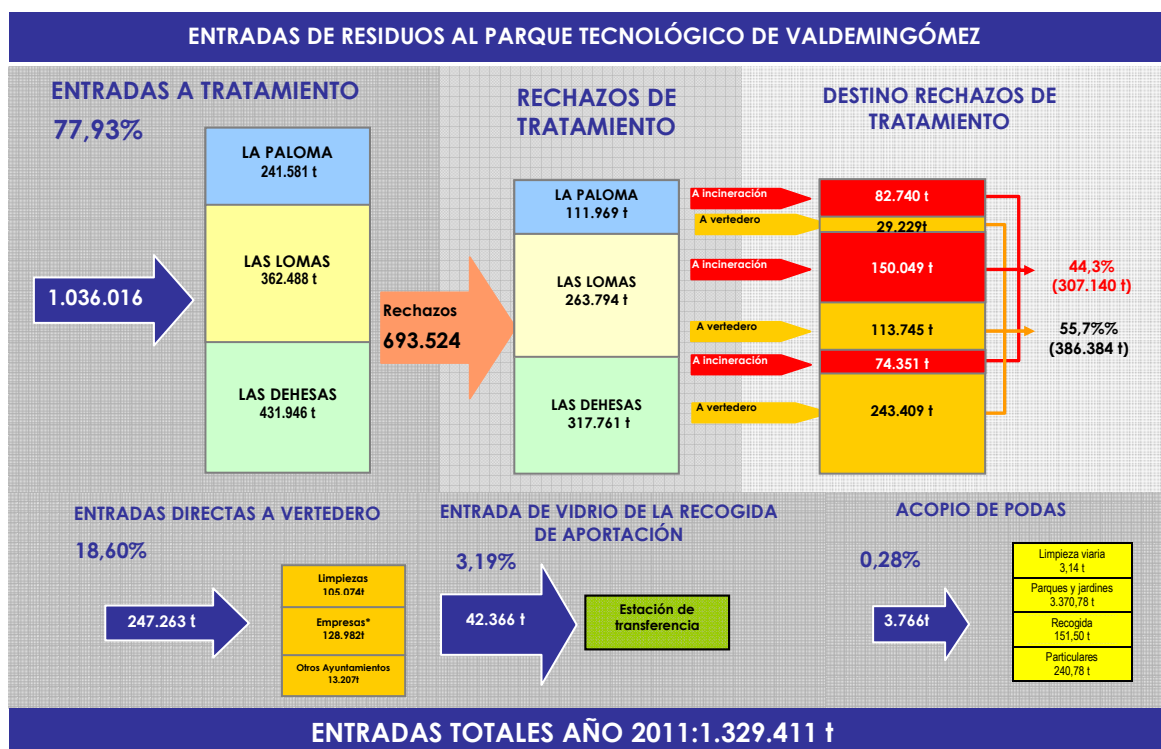 ENTRADAS DE RESIDUOS AL PARQUE TECNOLÓGICO DE VALDEMINGÓMEZ
ENTRADAS A TRATAMIENTO
77,93%
1.036.016
LA PALOMA
241.581 t
LAS LOMAS
362.488 t
LAS DEHESAS
431.946 t
Rechazos
693.524
RECHAZOS DE
TRATAMIENTO
LA PALOMA
111.969 t
LAS LOMAS
263.794 t
LAS DEHESAS
317.761 t
A incineración
A vertedero
A incineración
A vertedero
A incineración
A vertedero
DESTINO RECHAZOS DE
TRATAMIENTO
82.740 t
29.229t
150.049 t
113.745 t
74.351 t
243.409 t
44,3%
(307.140 t)
55,7%%
(386.384 t)
ENTRADAS DIRECTAS A VERTEDERO
18,60%
247.263 t
Limpiezas
105.074t
Empresas*
128.982t
Otros Ayuntamientos
13.207t
ENTRADA DE VIDRIO DE LA RECOGIDA
DE APORTACIÓN
3,19%
42.366 t
Estación de
transferencia
ACOPIO DE PODAS
0,28%
3.766t
Limpieza viaria
3,14 t
Parques y jardines
3.370,78 t
Recogida
151,50 t
Particulares
240,78 t
ENTRADAS TOTALES AÑO 2011:1.329.411 t